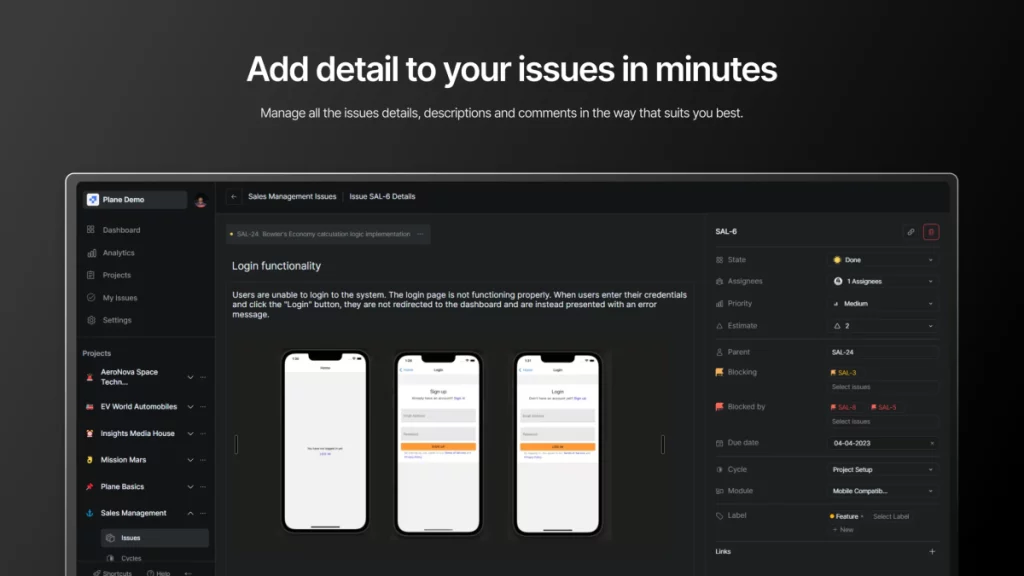 Add detail to your issues in minutes
Manage all the issues details, descriptions and comments in the way that suits you best.
Plane Demo
Dashboard
Analytics
Projects
My Issues
Settings
Projects
AeroNova Space
Techn...
EV World Automobiles
Insights Media House
Mission Mars
Plane Basics
Sales Management
Issues
Cycles
Shortcuts Help
Sales Management Issues Issue SAL-6 Details
SAL-24 Bowler's Economy calculation logic implementation
Login functionality
Users are unable to login to the system. The login page is not functioning properly. When users enter their credentials
and click the "Login" button, they are not redirected to the dashboard and are instead presented with an error
message.
Home
Login
Sign up
Login
Login
SAL-6
State Done
Assignees 1 Assignees
Priority Medium
Estimate 2
Parent SAL-24
Blocking SAL-3
Select issues
Blocked by SAL-6 SAL-5
Select issues
Due date 04-04-2023
Cycle Project Setup
Module Mobile Compatib...
Label Feature Select Label
+ New
Links